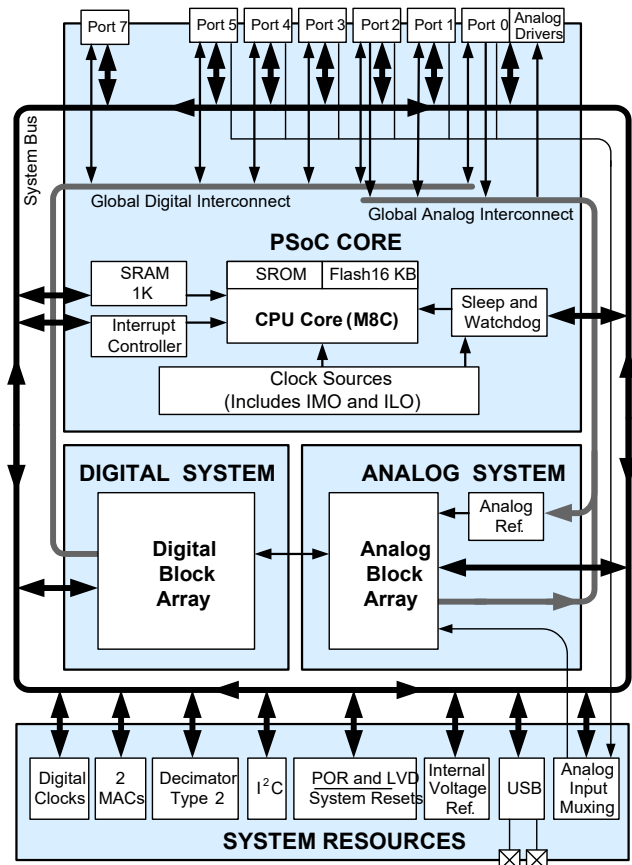 Port 7
Port 5
Port 4
Port 3
Port 2
Port 1
Port 0
Analog
Drivers
System Bus
Global Digital Interconnect
Global Analog Interconnect
PSoC CORE
SRAM
1K
SROM
Flash16 KB
CPU Core (M8C)
Sleep and
Watchdog
Interrupt
Controller
Clock Sources
(Includes IMO and ILO)
DIGITAL SYSTEM
ANALOG SYSTEM
Digital
Block
Array
Analog
Block
Array
Analog
Ref.
Digital
Clocks
2
MACs
Decimator
Type 2
I²C
POR and LVD
System Resets
Internal
Voltage
Ref.
USB
Analog
Input
Muxing
SYSTEM RESOURCES